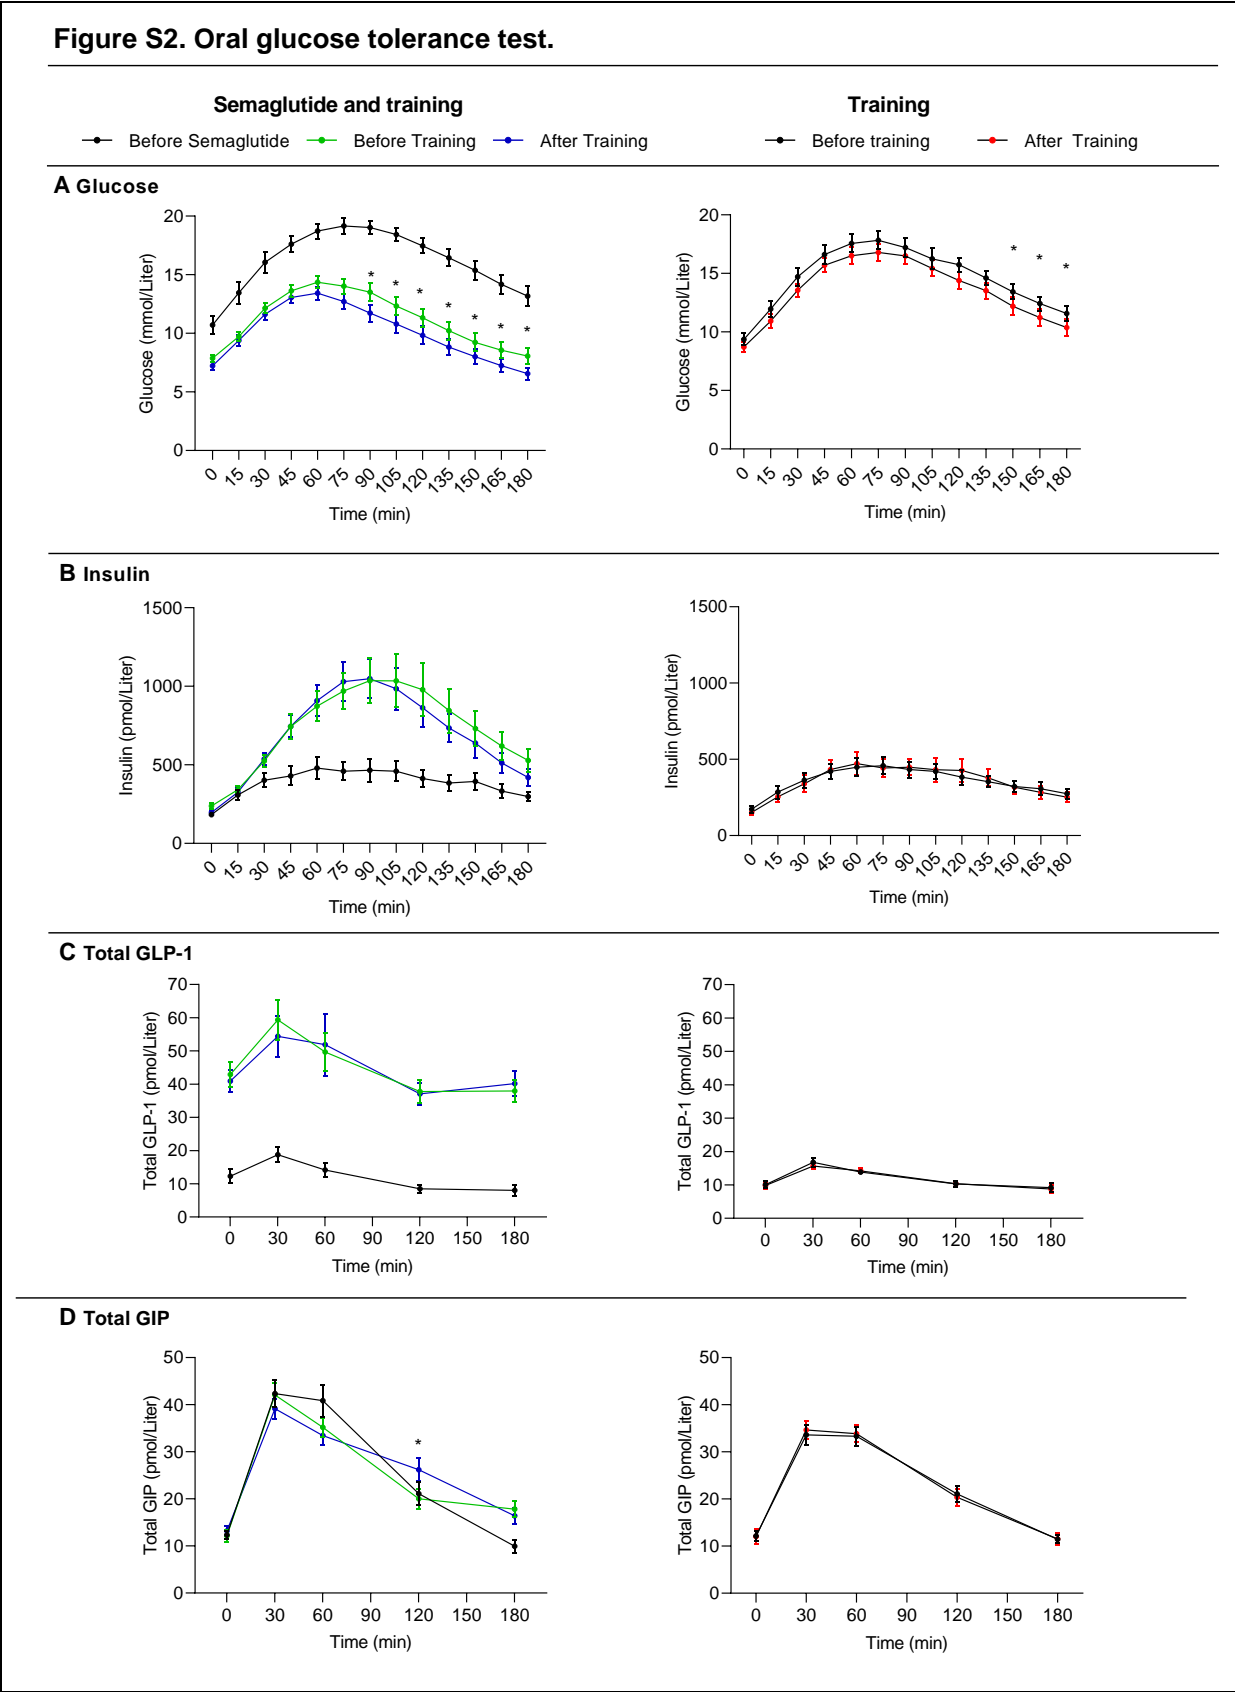 Figure S2. Oral glucose tolerance test.
Semaglutide and training
Training
Before Semaglutide Before Training After Training
Before training After Training
A Glucose
Glucose (mmol/Liter)
20
15
10
5
0
0 15 30 45 60 75 90 105 120 135 150 165 180
Time (min)
* * * * * * *
Glucose (mmol/Liter)
20
15
10
5
0
0 15 30 45 60 75 90 105 120 135 150 165 180
Time (min)
* * *
B Insulin
Insulin (pmol/Liter)
1500
1000
500
0
0 15 30 45 60 75 90 105 120 135 150 165 180
Time (min)
Insulin (pmol/Liter)
1500
1000
500
0
0 15 30 45 60 75 90 105 120 135 150 165 180
Time (min)
C Total GLP-1
Total GLP-1 (pmol/Liter)
70
60
50
40
30
20
10
0
0 30 60 90 120 150 180
Time (min)
Total GLP-1 (pmol/Liter)
70
60
50
40
30
20
10
0
0 30 60 90 120 150 180
Time (min)
D Total GIP
Total GIP (pmol/Liter)
50
40
30
20
10
0
0 30 60 90 120 150 180
Time (min)
*
Total GIP (pmol/Liter)
50
40
30
20
10
0
0 30 60 90 120 150 180
Time (min)